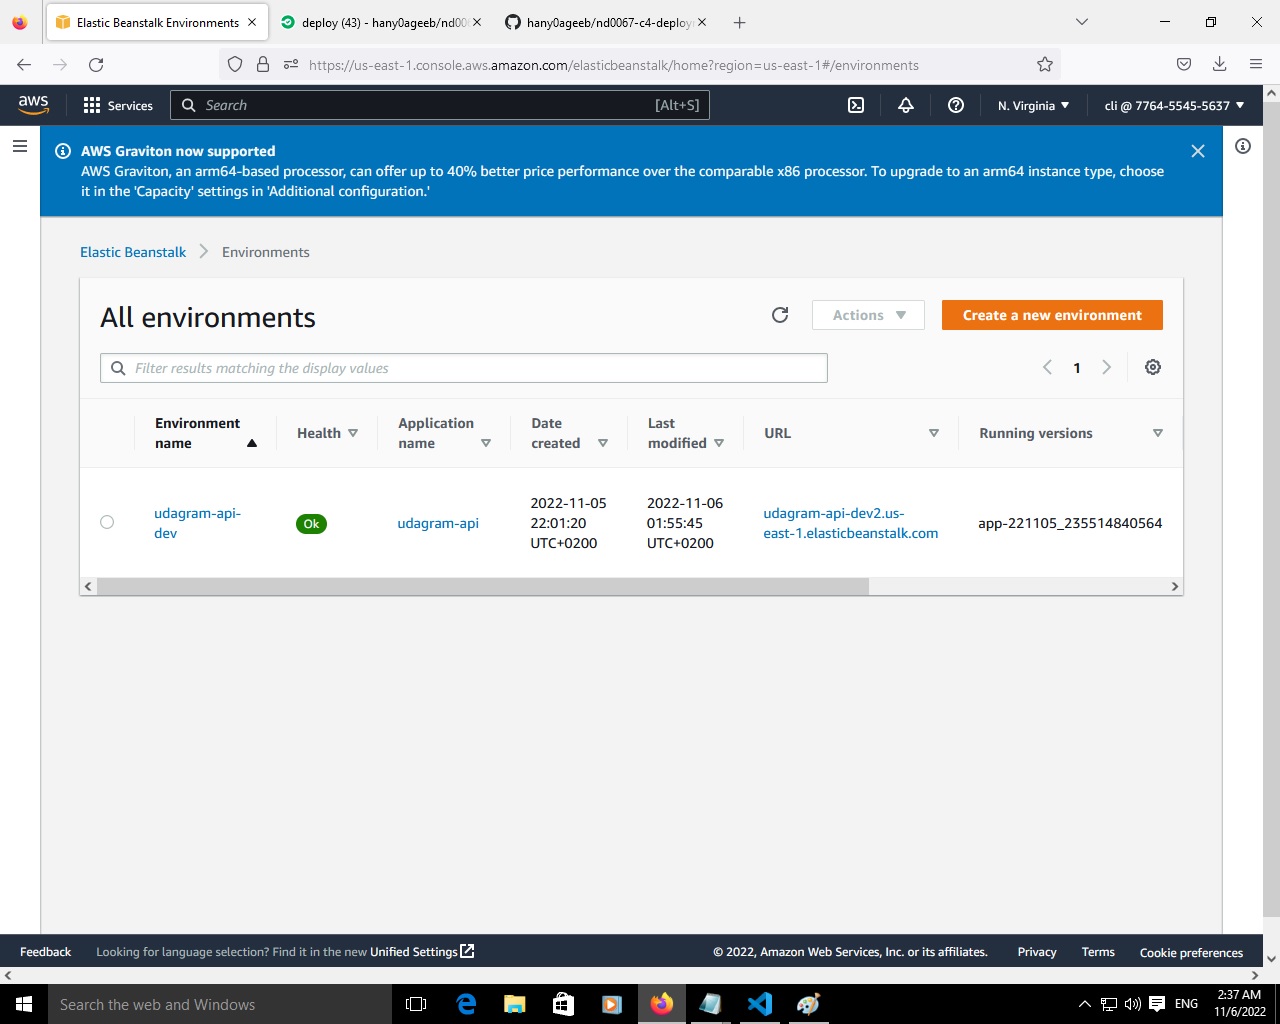 Elastic Beanstalk Environments
deploy (43) - hany0ageeb/nd00
hany0ageeb/nd0067-c4-deploy
https://us-east-1.console.aws.amazon.com/elasticbeanstalk/home?region=us-east-1#/environments
aws
Services
Search
[Alt+S]
N. Virginia
cli @ 7764-5545-5637
AWS Graviton now supported
AWS Graviton, an arm64-based processor, can offer up to 40% better price performance over the comparable x86 processor. To upgrade to an arm64 instance type, choose
it in the 'Capacity' settings in 'Additional configuration.'
Elastic Beanstalk
Environments
All environments
Actions
Create a new environment
Filter results matching the display values
1
Environment
name
Health
Application
name
Date
created
Last
modified
URL
Running versions
udagram-api-
dev
Ok
udagram-api
2022-11-05
22:01:20
UTC+0200
2022-11-06
01:55:45
UTC+0200
udagram-api-dev2.us-
east-1.elasticbeanstalk.com
app-221105_235514840564
Feedback
Looking for language selection? Find it in the new Unified Settings
© 2022, Amazon Web Services, Inc. or its affiliates.
Privacy
Terms
Cookie preferences
Search the web and Windows
ENG
2:37 AM
11/6/2022